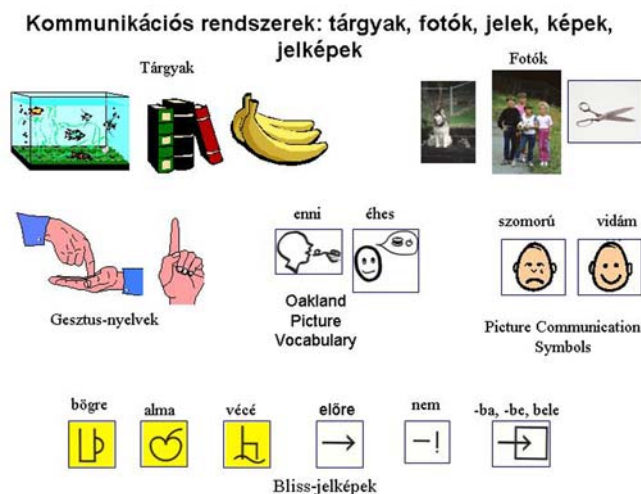 Kommunikációs rendszerek: tárgyak, fotók, jelek, képek,
jelképek
Tárgyak
Fotók
enni
éhes
szomorú
vidám
Gesztus-nyelvek
Oakland
Picture
Vocabulary
Picture Communication
Symbols
bögre
alma
vécé
előre
nem
-ba, -be, bele
Bliss-jelképek